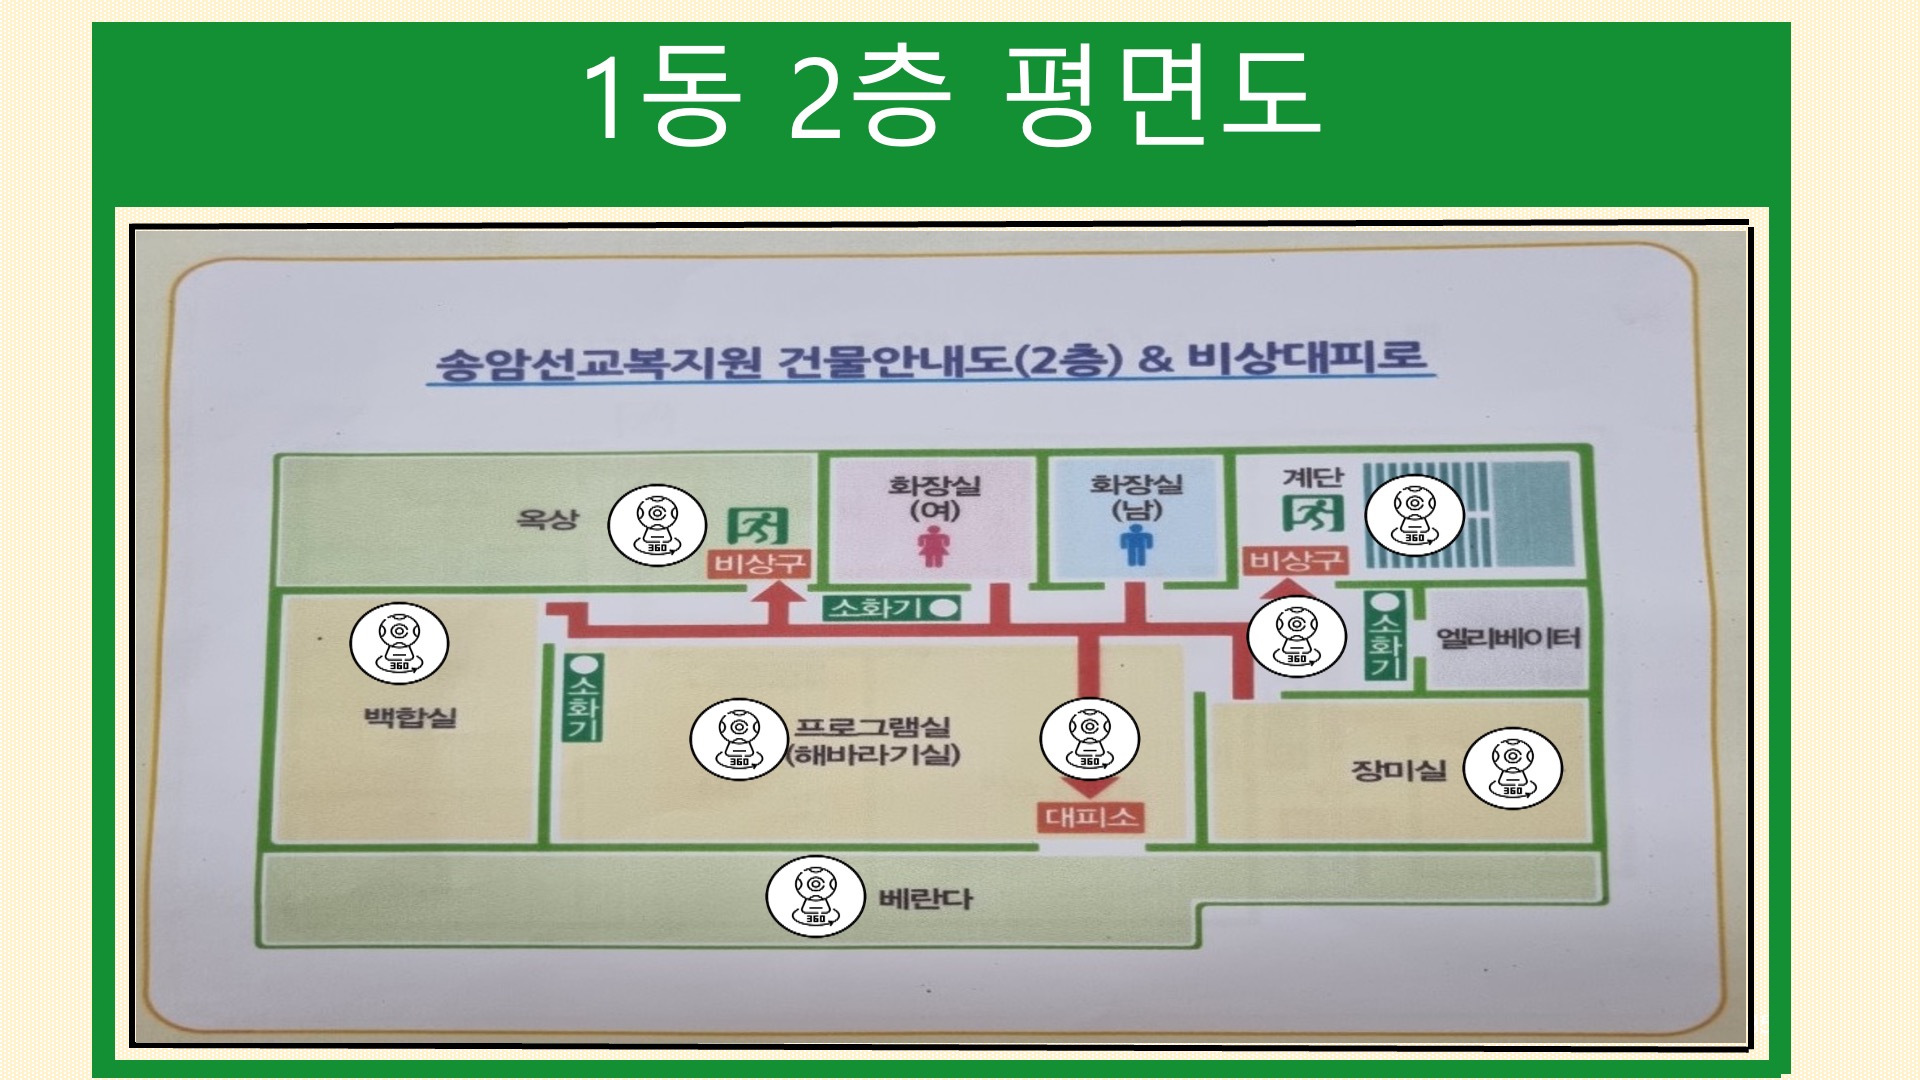 1동 2층 평면도
송암선교복지원 건물안내도(2층) & 비상대피로
옥상
비상구
화장실
(여)
화장실
(남)
계단
비상구
소화기
소화기
엘리베이터
백합실
소화기
프로그램실
(해바라기실)
대피소
장미실
베란다
360
360
360
360
360
360
360
360